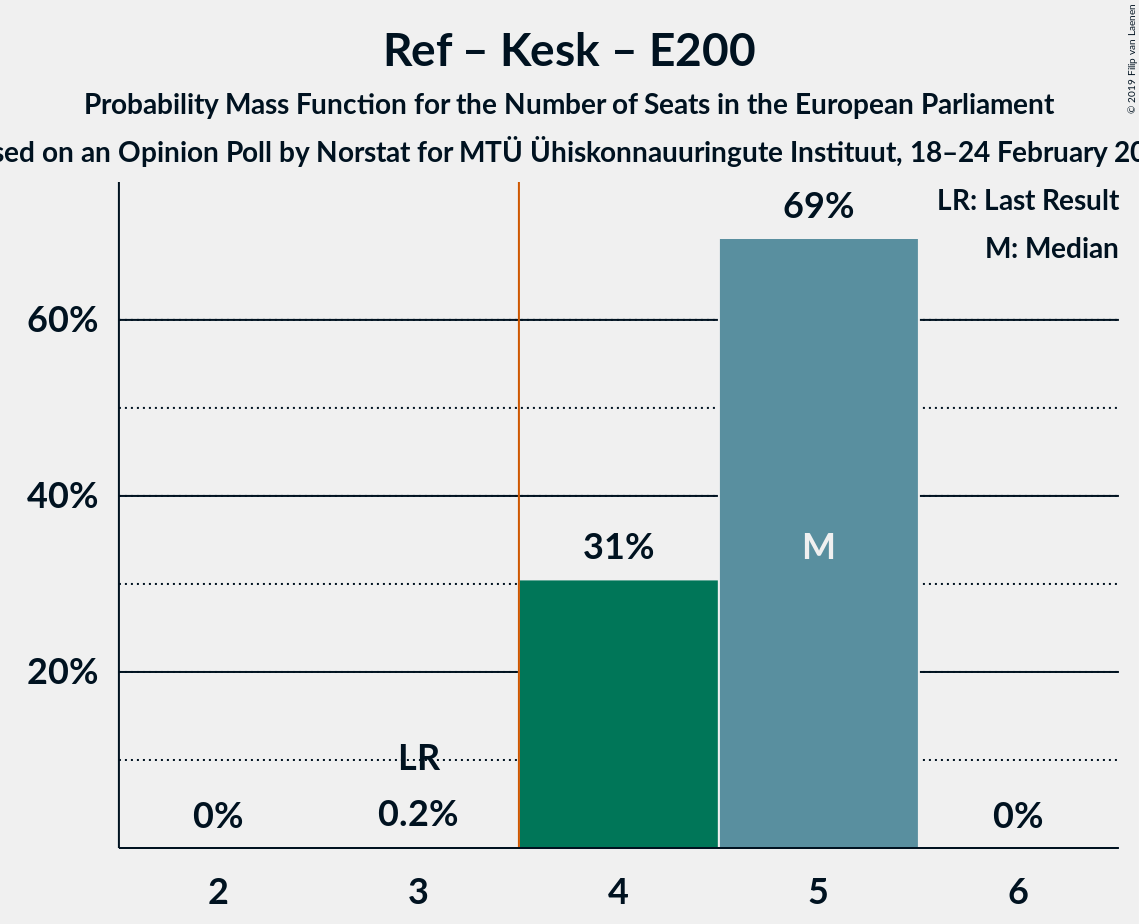 Ref – Kesk – E200
Probability Mass Function for the Number of Seats in the European Parliament
on an Opinion Poll by Norstat for MTÜ Ühiskonnauuringute Instituut, 18–24 February
© 2019 Filip van Laenen
LR: Last Result
M: Median
69%
60%
40%
31%
M
20%
LR
0%
0.2%
0%
2
3
4
5
6